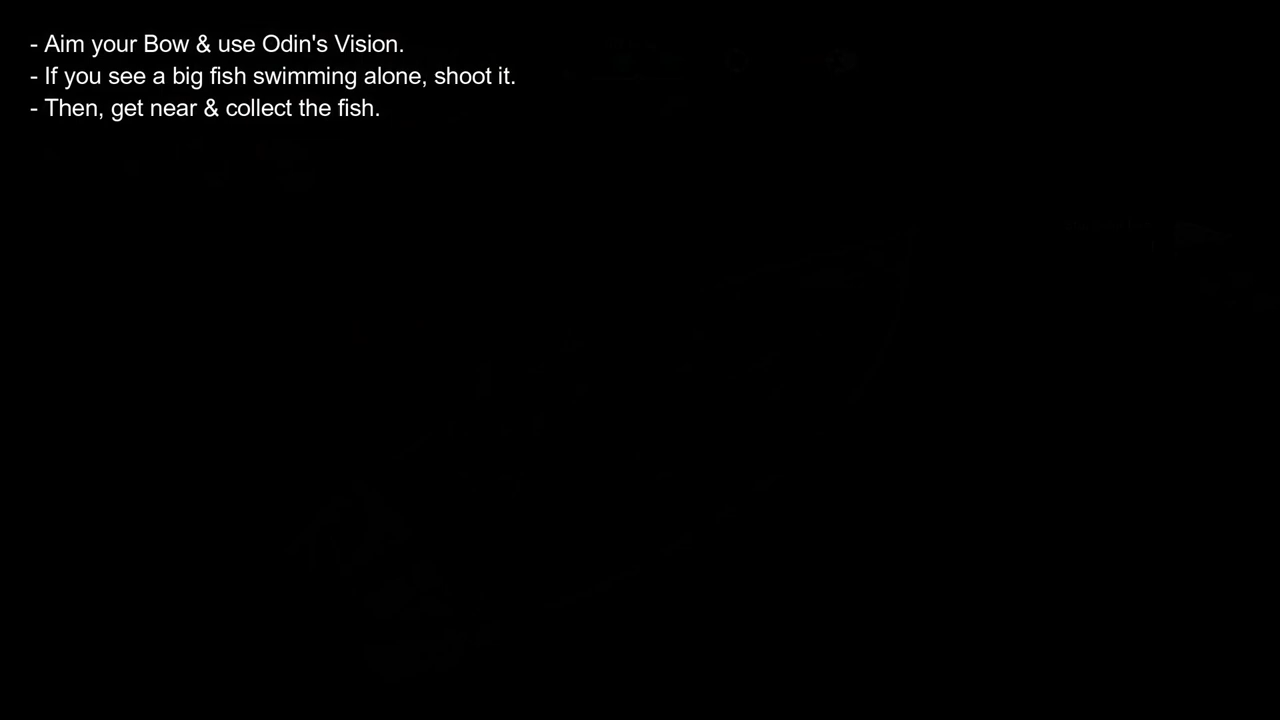 - Aim your Bow & use Odin's Vision.
- If you see a big fish swimming alone, shoot it.
- Then, get near & collect the fish.